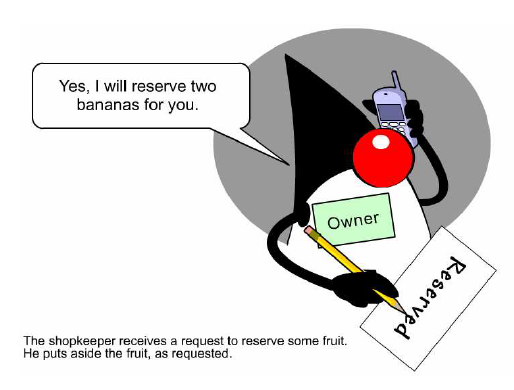 Yes, I will reserve two
bananas for you.
Owner
Reserved
The shopkeeper receives a request to reserve some fruit.
He puts aside the fruit, as requested.